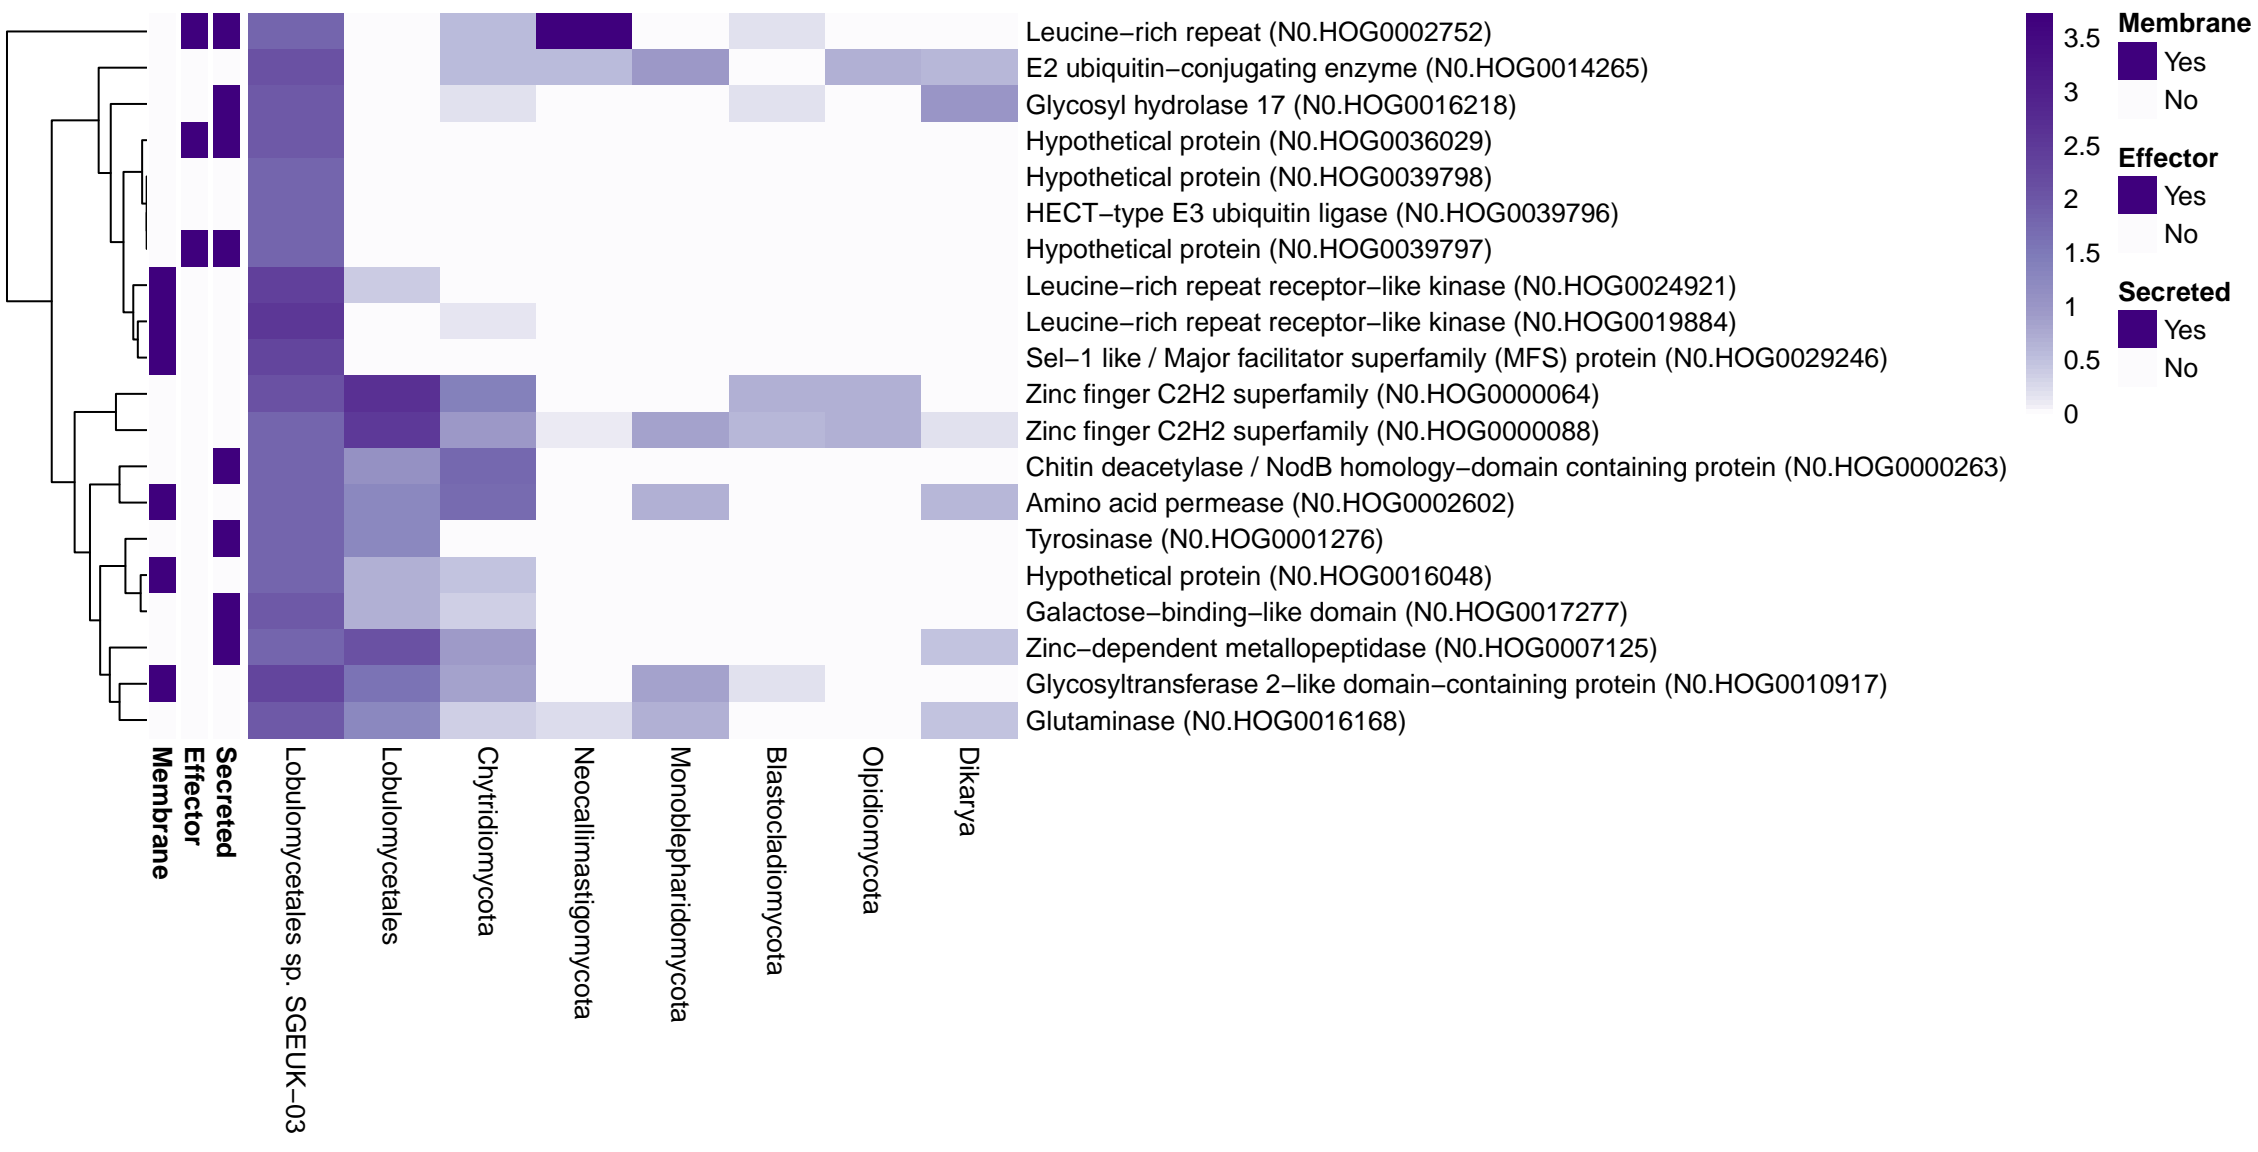 Leucine−rich repeat (N0.HOG0002752)
E2 ubiquitin−conjugating enzyme (N0.HOG0014265)
Glycosyl hydrolase 17 (N0.HOG0016218)
Hypothetical protein (N0.HOG0036029)
Hypothetical protein (N0.HOG0039798)
HECT−type E3 ubiquitin ligase (N0.HOG0039796)
Hypothetical protein (N0.HOG0039797)
Leucine−rich repeat receptor−like kinase (N0.HOG0024921)
Leucine−rich repeat receptor−like kinase (N0.HOG0019884)
Sel−1 like / Major facilitator superfamily (MFS) protein (N0.HOG0029246)
Zinc finger C2H2 superfamily (N0.HOG0000064)
Zinc finger C2H2 superfamily (N0.HOG0000088)
Chitin deacetylase / NodB homology−domain containing protein (N0.HOG0000263)
Amino acid permease (N0.HOG0002602)
Tyrosinase (N0.HOG0001276)
Hypothetical protein (N0.HOG0016048)
Galactose−binding−like domain (N0.HOG0017277)
Zinc−dependent metallopeptidase (N0.HOG0007125)
Glycosyltransferase 2−like domain−containing protein (N0.HOG0010917)
Glutaminase (N0.HOG0016168)
Membrane
Effector
Secreted
Lobulomycetales sp. SGEUK−03
Lobulomycetales
Chytridiomycota
Neocallimastigomycota
Monoblepharidomycota
Blastocladiomycota
Olpidiomycota
Dikarya
3.5
3
2.5
2
1.5
1
0.5
0
Membrane
Yes
No
Effector
Yes
No
Secreted
Yes
No